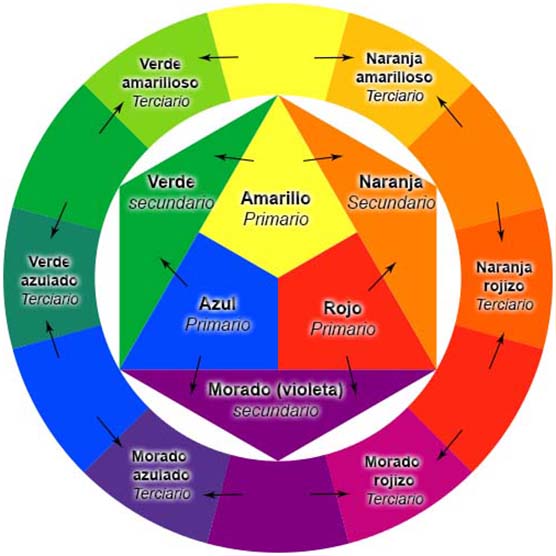 Verde
amarilloso
Terciario
Naranja
amarilloso
Terciario
Verde
secundario
Amarillo
Primario
Naranja
Secundario
Verde
azulado
Terciario
Azul
Primario
Rojo
Primario
Naranja
rojizo
Terciario
Morado (violeta)
secundario
Morado
azulado
Terciario
Morado
rojizo
Terciario